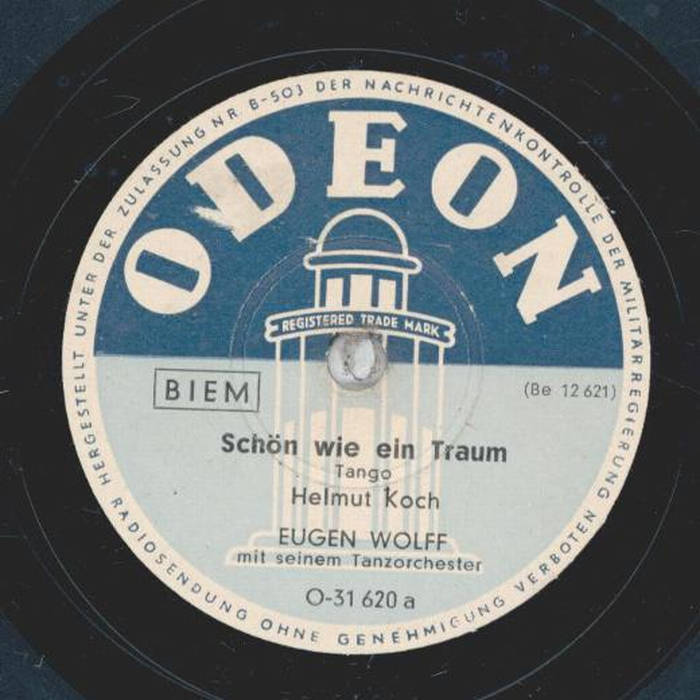 HERGESTELLT UNTER DER ZULASSUNG NR. B-503 DER NACHRICHTENKONTROLLE DER MILITÄRREGIERUNG
ODEON
REGISTERED TRADE MARK
BIEM
(Be 12 621)
Schön wie ein Traum
Tango
Helmut Koch
EUGEN WOLFF
mit seinem Tanzorchester
O-31 620 a
RADIOSENDUNG OHNE GENEHMIGUNG VERBOTEN